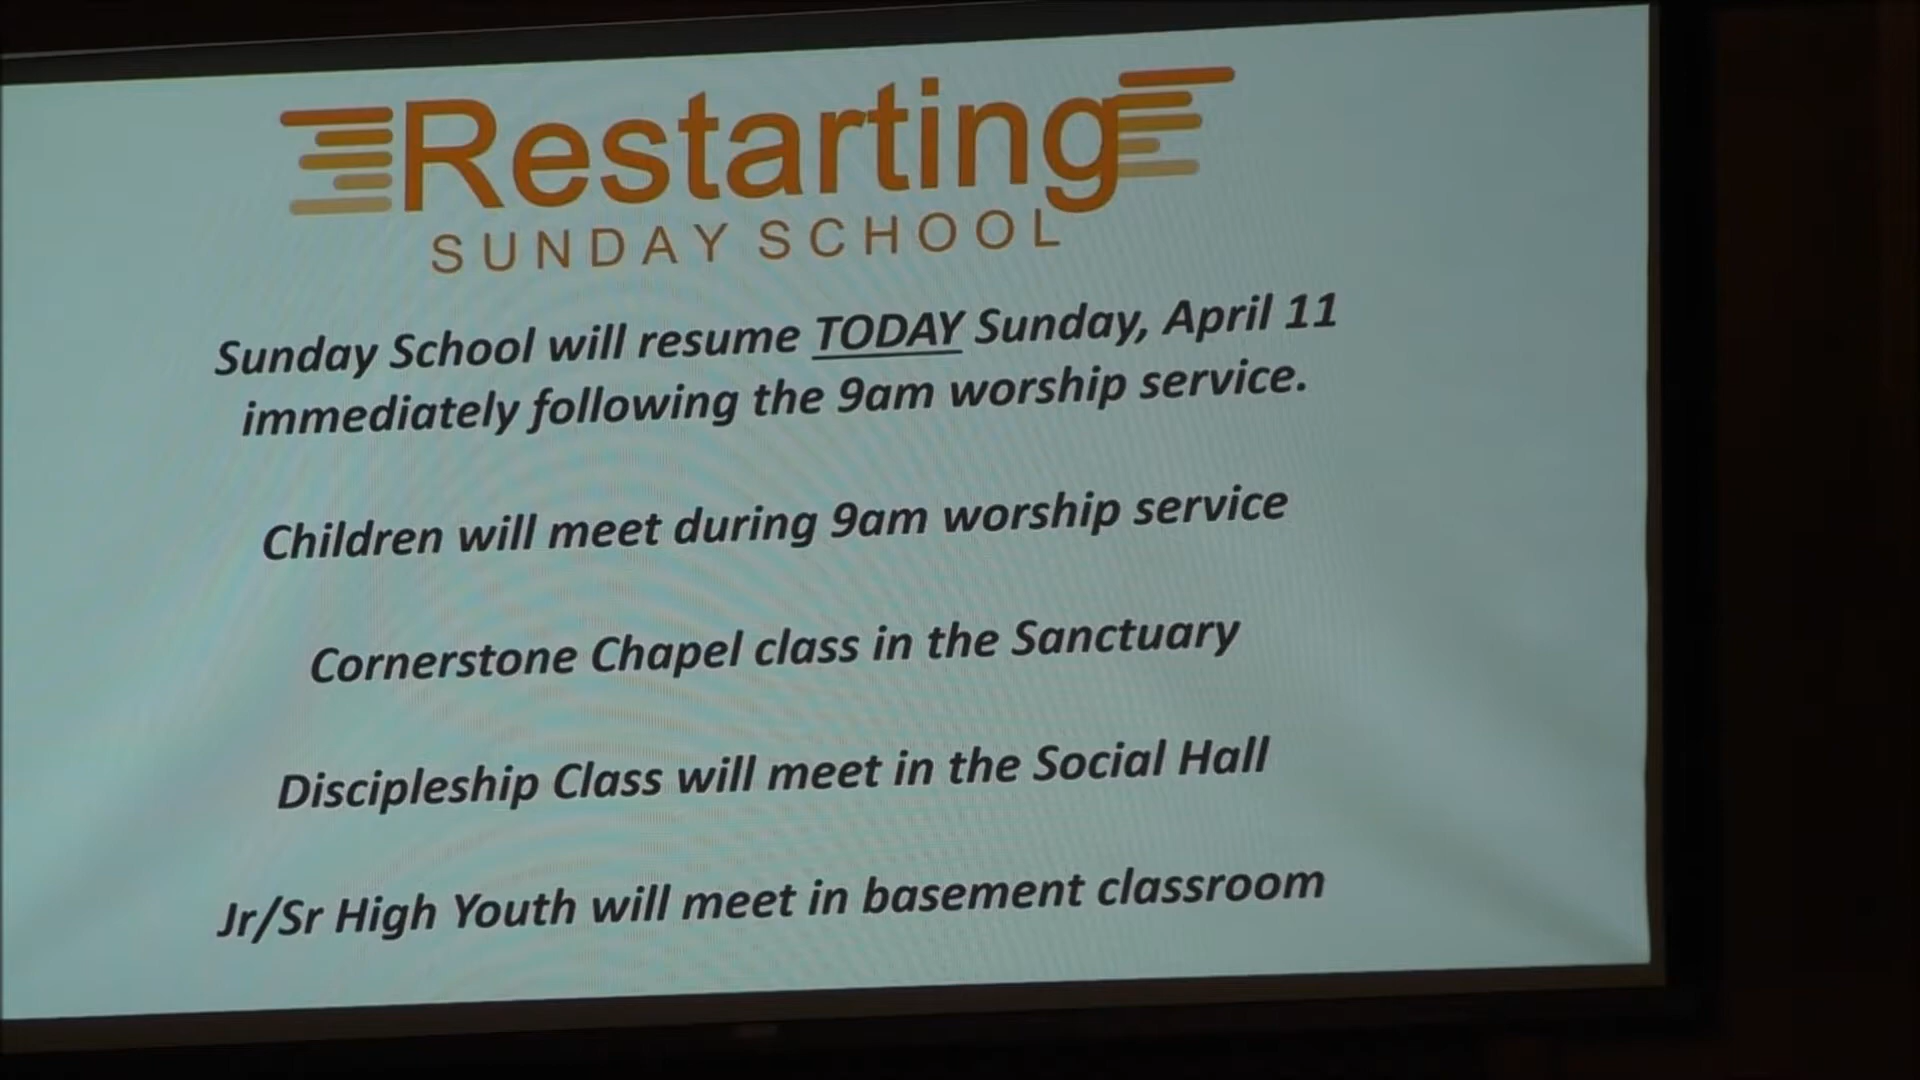 Restarting
SUNDAY SCHOOL
Sunday School will resume TODAY Sunday, April 11
immediately following the 9am worship service.
Children will meet during 9am worship service
Cornerstone Chapel class in the Sanctuary
Discipleship Class will meet in the Social Hall
Jr/Sr High Youth will meet in basement classroom